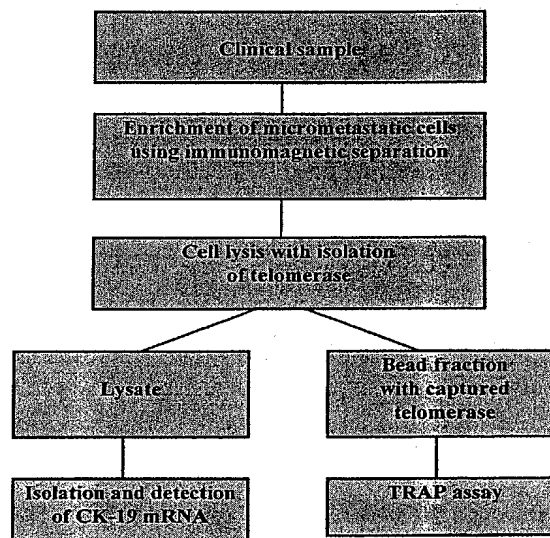 Clinical sample
Enrichment of micrometastatic cells
using immunomagnetic separation
Cell lysis with isolation
of telomerase
Lysate
Bead fraction
with captured
telomerase
Isolation and detection
of CK-19 mRNA
TRAP assay